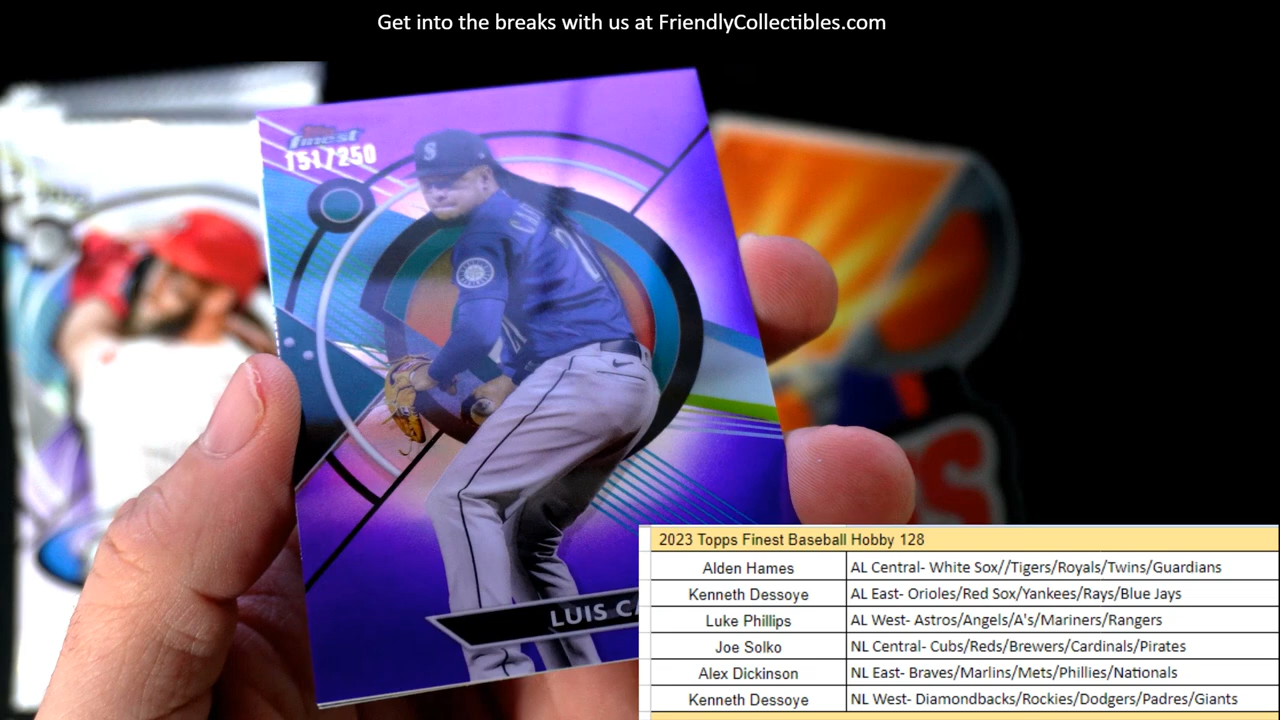 Get into the breaks with us at FriendlyCollectibles.com
Topps
finest
151/250
S
21
LUIS CA
2023 Topps Finest Baseball Hobby 128
Alden Hames AL Central- White Sox//Tigers/Royals/Twins/Guardians
Kenneth Dessoye AL East- Orioles/Red Sox/Yankees/Rays/Blue Jays
Luke Phillips AL West- Astros/Angels/A's/Mariners/Rangers
Joe Solko NL Central- Cubs/Reds/Brewers/Cardinals/Pirates
Alex Dickinson NL East- Braves/Marlins/Mets/Phillies/Nationals
Kenneth Dessoye NL West- Diamondbacks/Rockies/Dodgers/Padres/Giants